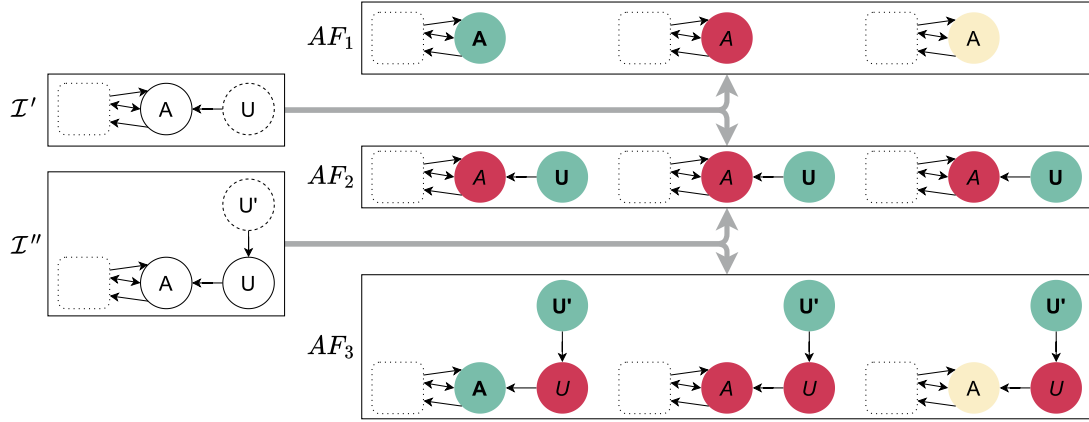 AF₁ A A A
I′ A U
AF₂ A U A U A U
I″ U'
A U
U' U' U'
AF₃ A U A U A U